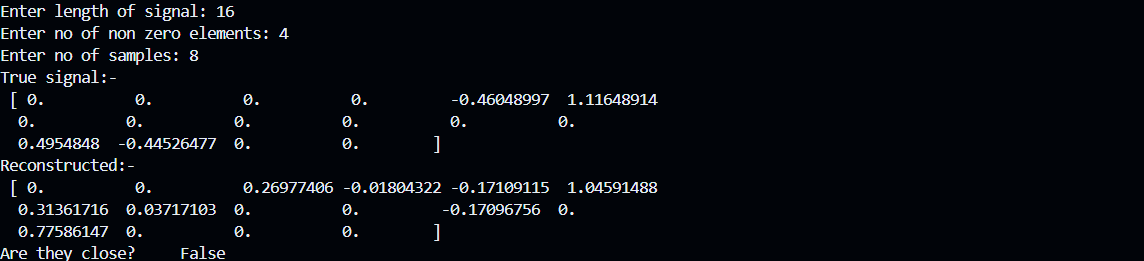 Enter length of signal: 16
Enter no of non zero elements: 4
Enter no of samples: 8
True signal:-
[ 0. 0. 0. 0. -0.46048997 1.11648914
0. 0. 0. 0. 0. 0.
0.4954848 -0.44526477 0. 0. ]
Reconstructed:-
[ 0. 0. 0.26977406 -0.01804322 -0.17109115 1.04591488
0.31361716 0.03717103 0. 0. -0.17096756 0.
0.77586147 0. 0. 0. ]
Are they close? False